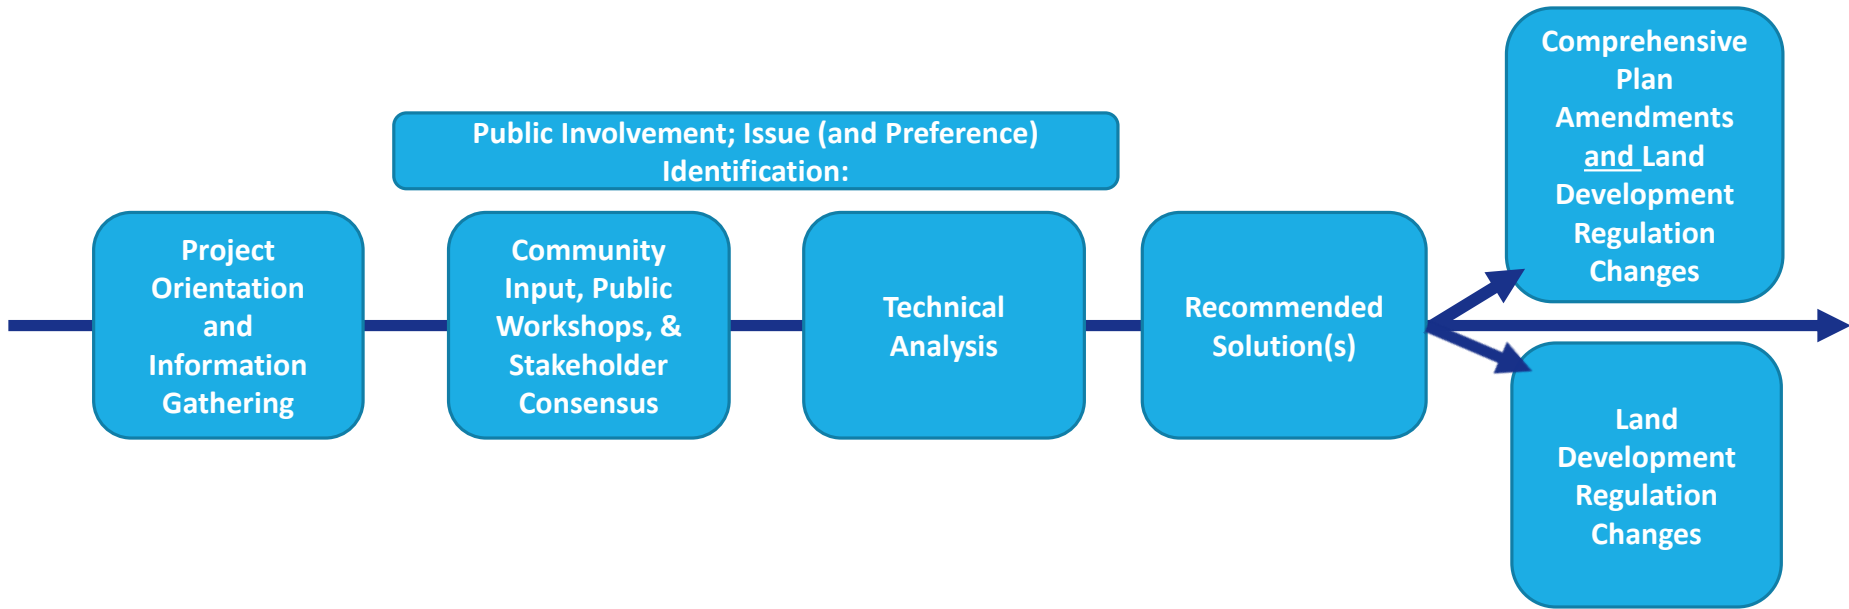 Public Involvement; Issue (and Preference)
Identification:
Project
Orientation
and
Information
Gathering
Community
Input, Public
Workshops, &
Stakeholder
Consensus
Technical
Analysis
Recommended
Solution(s)
Comprehensive
Plan
Amendments
and Land
Development
Regulation
Changes
Land
Development
Regulation
Changes